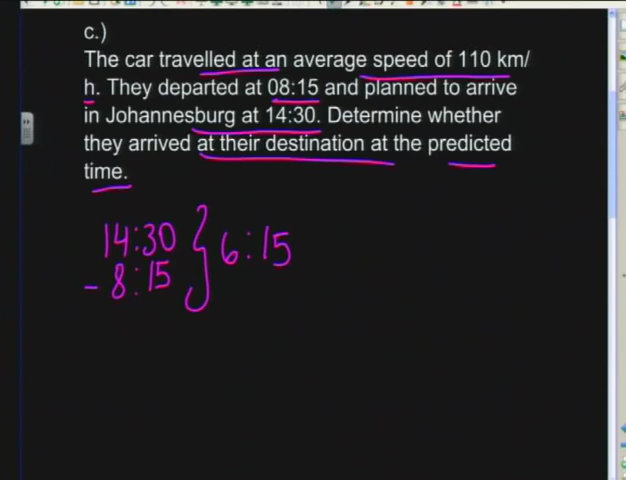 c.)
The car travelled at an average speed of 110 km/
h. They departed at 08:15 and planned to arrive
in Johannesburg at 14:30. Determine whether
they arrived at their destination at the predicted
time.
14:30
- 8:15
6:15